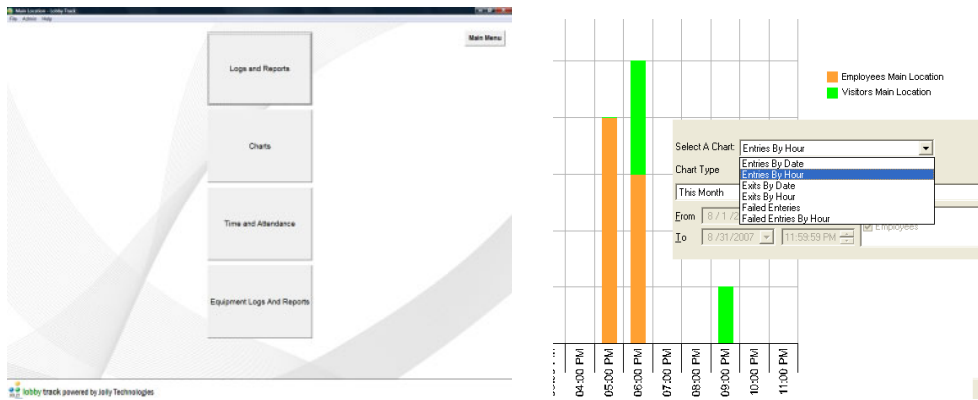 Main Location - Lobby Track
File Admin Help
Main Menu
Logs and Reports
Charts
Time and Attendance
Equipment Logs And Reports
lobby track powered by Jolly Technologies
Employees Main Location
Visitors Main Location
Select A Chart: Entries By Hour
Entries By Date
Chart Type
Entries By Hour
Exits By Date
This Month
Exits By Hour
Failed Enteries
From 8 / 1 /2
Failed Entries By Hour
Employees
To 8 /31/2007 11:59:59 PM
04:00 PM
05:00 PM
06:00 PM
07:00 PM
08:00 PM
09:00 PM
10:00 PM
11:00 PM